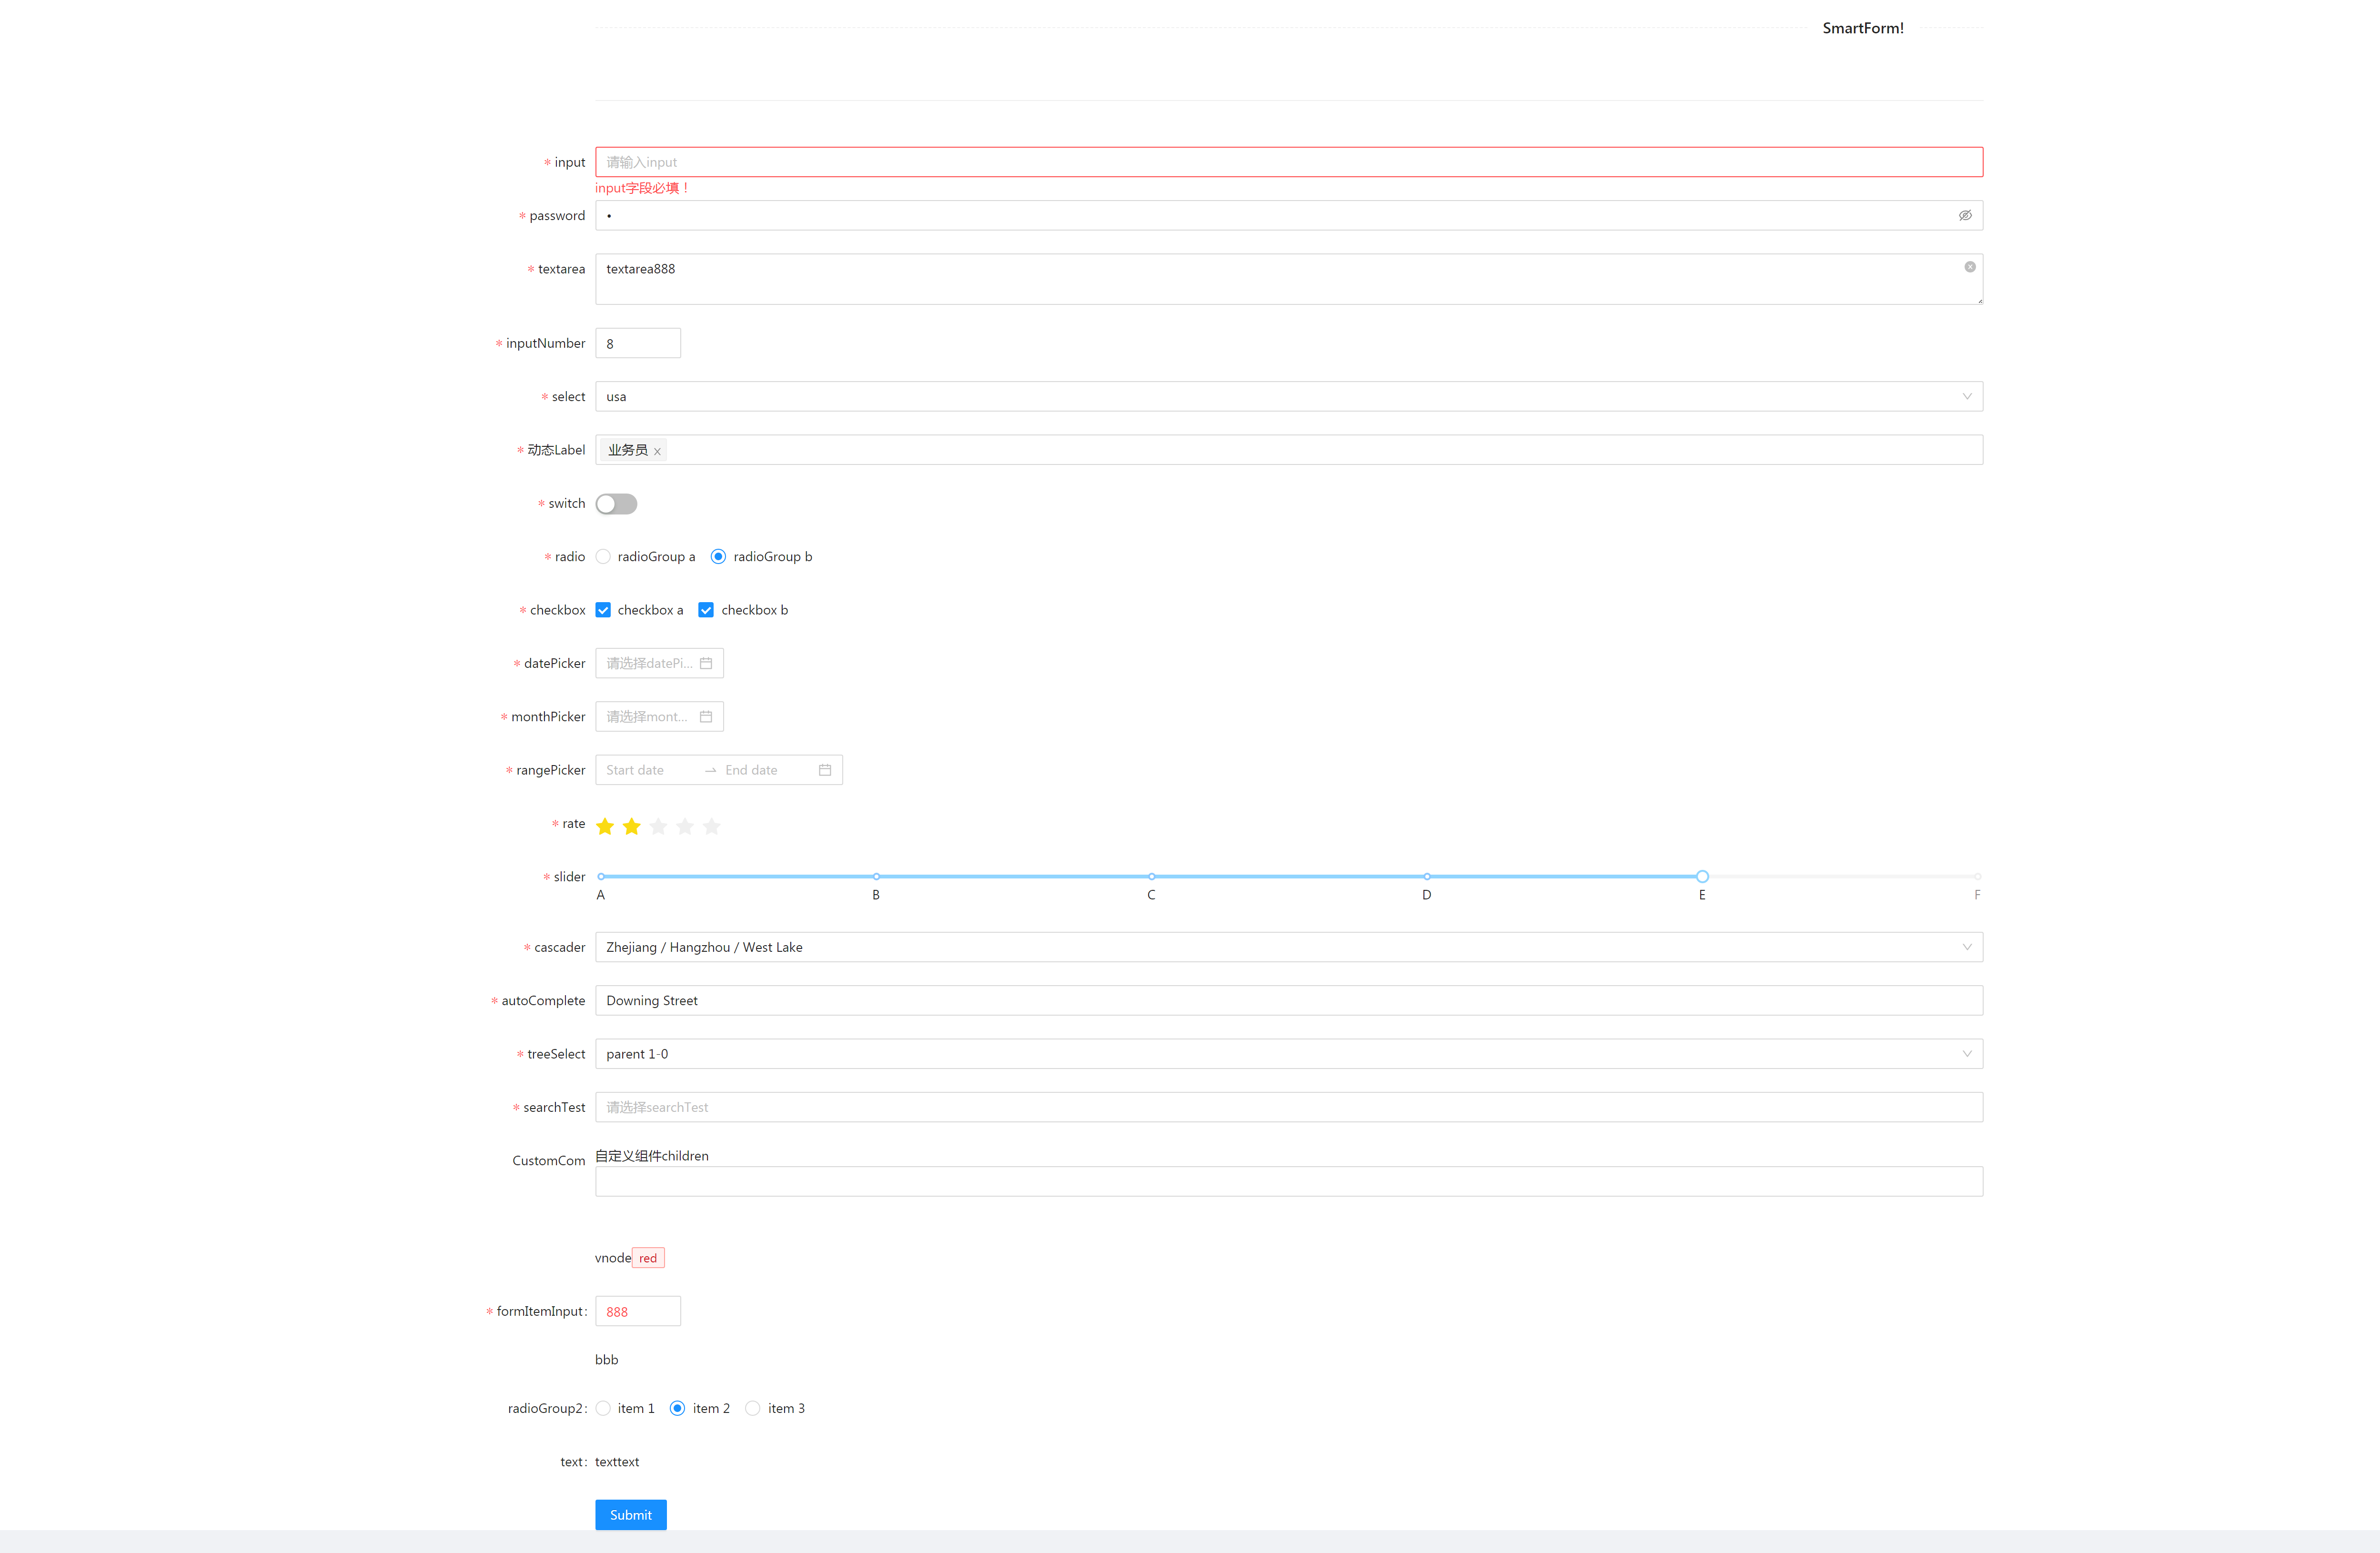 SmartForm!
* input 请输入input
input字段必填！
* password •
* textarea textarea888
* inputNumber 8
* select usa
* 动态Label 业务员 x
* switch
* radio radioGroup a radioGroup b
* checkbox checkbox a checkbox b
* datePicker 请选择datePi...
* monthPicker 请选择mont...
* rangePicker Start date → End date
* rate
* slider
A B C D E F
* cascader Zhejiang / Hangzhou / West Lake
* autoComplete Downing Street
* treeSelect parent 1-0
* searchTest 请选择searchTest
CustomCom 自定义组件children
vnode red
* formItemInput: 888
bbb
radioGroup2: item 1 item 2 item 3
text: texttext
Submit